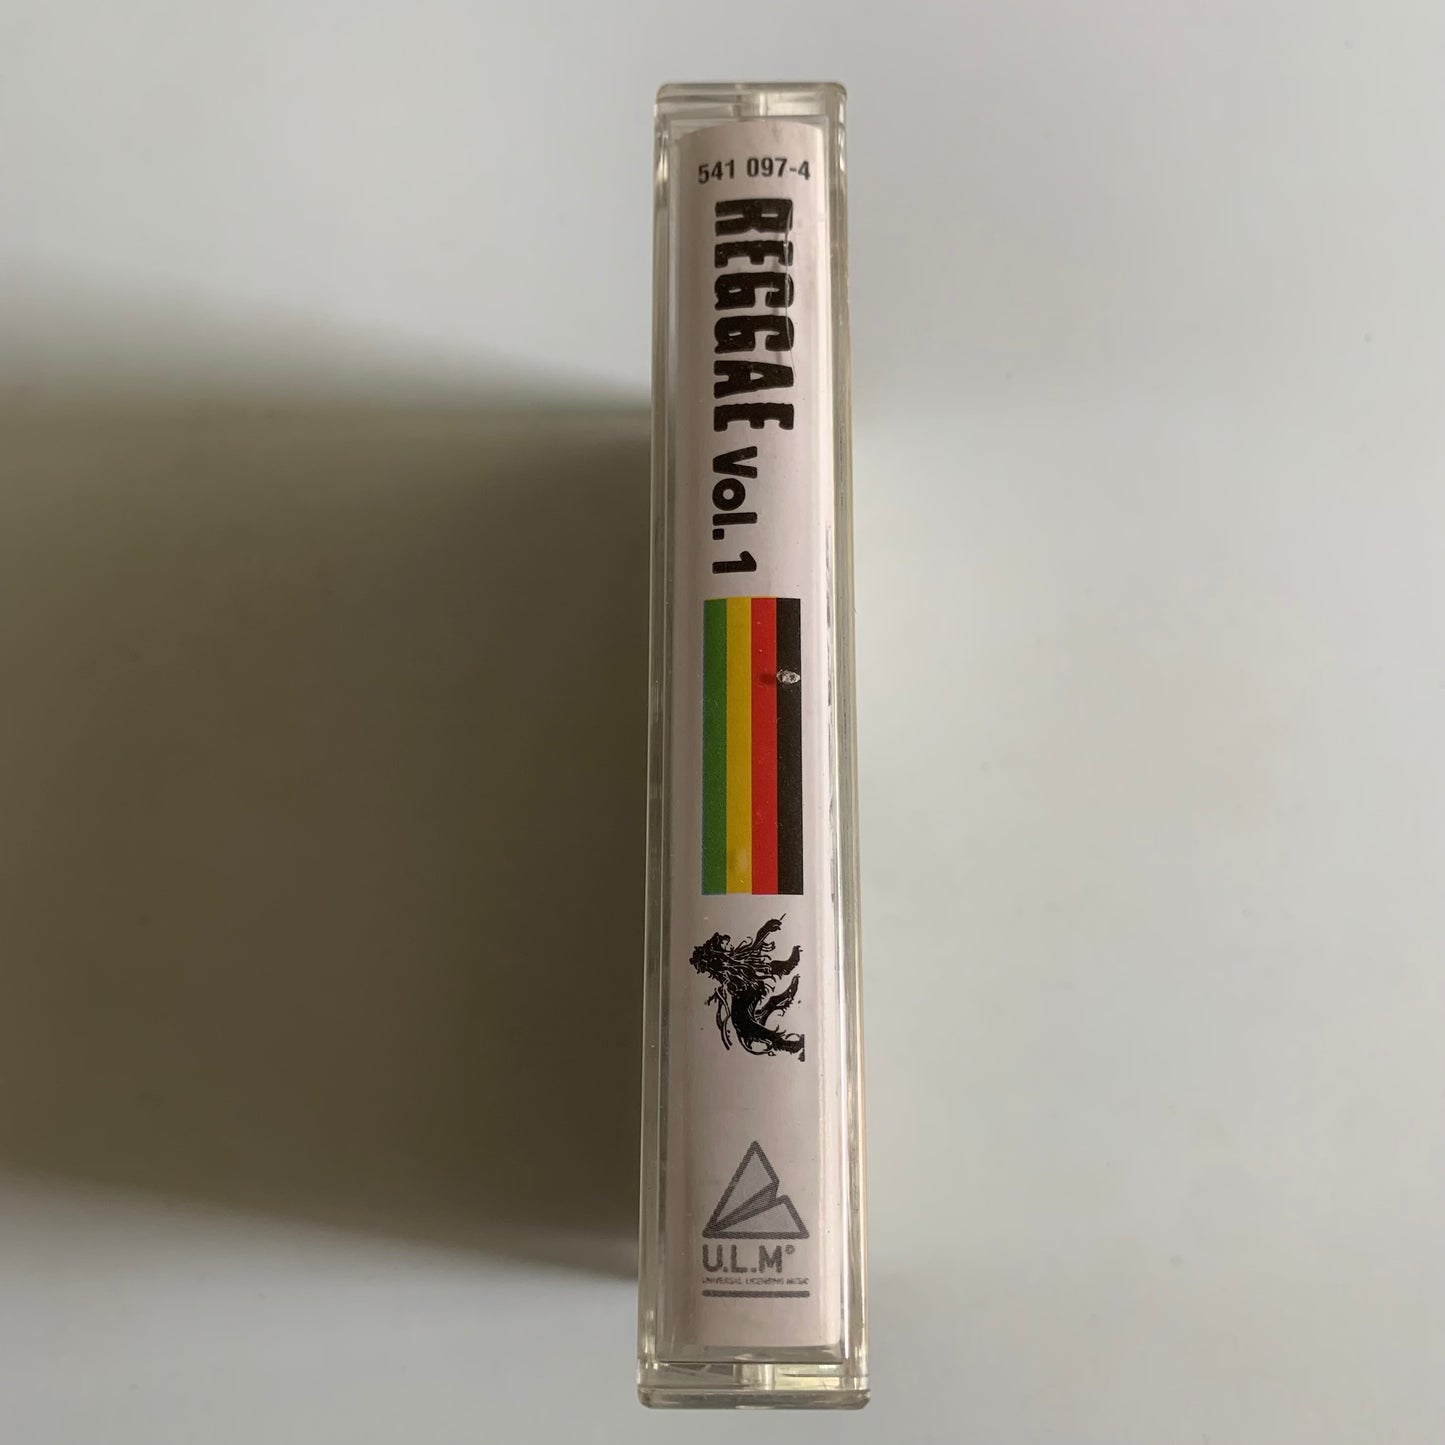 541 097-4
REGGAE Vol. 1
U.L.M®
UNIVERSAL LICENSING MUSIC